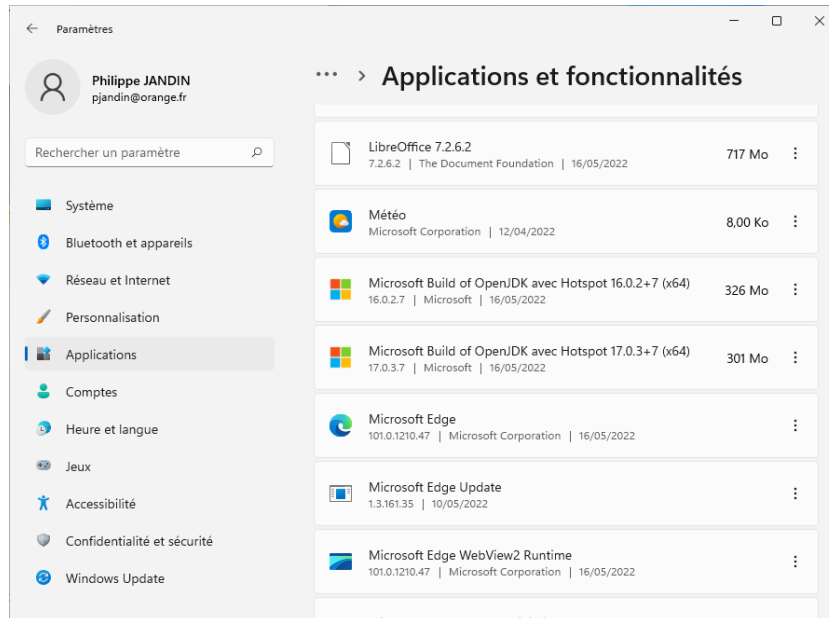 Paramètres
Philippe JANDIN
pjandin@orange.fr
Rechercher un paramètre
Système
Bluetooth et appareils
Réseau et Internet
Personnalisation
Applications
Comptes
Heure et langue
Jeux
Accessibilité
Confidentialité et sécurité
Windows Update
Applications et fonctionnalités
LibreOffice 7.2.6.2
7.2.6.2 | The Document Foundation | 16/05/2022
717 Mo
Météo
Microsoft Corporation | 12/04/2022
8,00 Ko
Microsoft Build of OpenJDK avec Hotspot 16.0.2+7 (x64)
16.0.2.7 | Microsoft | 16/05/2022
326 Mo
Microsoft Build of OpenJDK avec Hotspot 17.0.3+7 (x64)
17.0.3.7 | Microsoft | 16/05/2022
301 Mo
Microsoft Edge
101.0.1210.47 | Microsoft Corporation | 16/05/2022
Microsoft Edge Update
1.3.161.35 | 10/05/2022
Microsoft Edge WebView2 Runtime
101.0.1210.47 | Microsoft Corporation | 16/05/2022